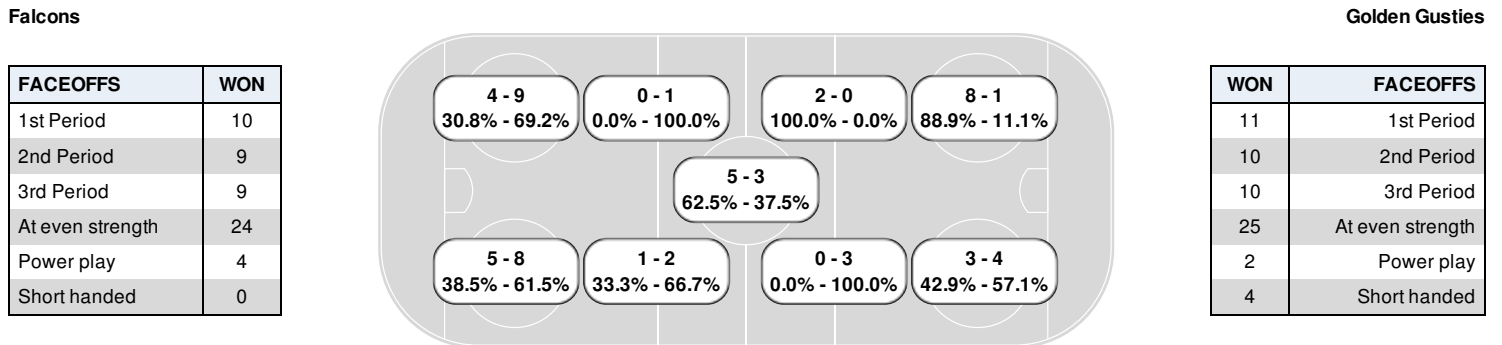 Falcons
Golden Gusties
FACEOFFS WON
1st Period 10
2nd Period 9
3rd Period 9
At even strength 24
Power play 4
Short handed 0
4 - 9
30.8% - 69.2%
0 - 1
0.0% - 100.0%
2 - 0
100.0% - 0.0%
8 - 1
88.9% - 11.1%
5 - 3
62.5% - 37.5%
5 - 8
38.5% - 61.5%
1 - 2
33.3% - 66.7%
0 - 3
0.0% - 100.0%
3 - 4
42.9% - 57.1%
WON FACEOFFS
11 1st Period
10 2nd Period
10 3rd Period
25 At even strength
2 Power play
4 Short handed